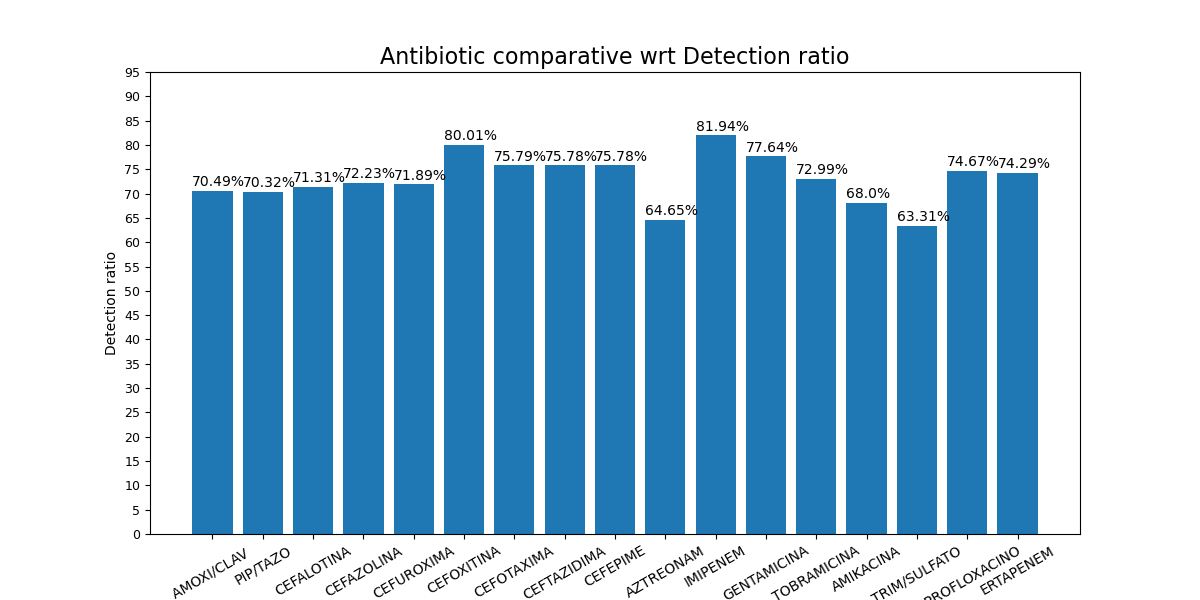 Antibiotic comparative wrt Detection ratio
95
90
85
80
75
70
65
60
55
50
45
40
35
30
25
20
15
10
5
0
Detection ratio
70.49%
70.32%
71.31%
72.23%
71.89%
80.01%
75.79%
75.78%
75.78%
64.65%
81.94%
77.64%
72.99%
68.0%
63.31%
74.67%
74.29%
AMOXI/CLAV
PIP/TAZO
CEFALOTINA
CEFAZOLINA
CEFUROXIMA
CEFOXITINA
CEFOTAXIMA
CEFTAZIDIMA
CEFEPIME
AZTREONAM
IMIPENEM
GENTAMICINA
TOBRAMICINA
AMIKACINA
TRIM/SULFATO
PROFLOXACINO
ERTAPENEM